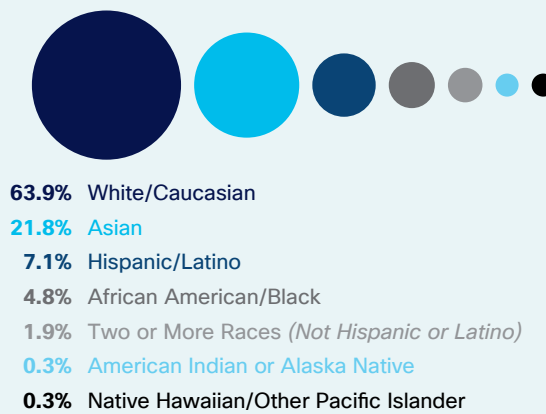 63.9% White/Caucasian
21.8% Asian
7.1% Hispanic/Latino
4.8% African American/Black
1.9% Two or More Races (Not Hispanic or Latino)
0.3% American Indian or Alaska Native
0.3% Native Hawaiian/Other Pacific Islander